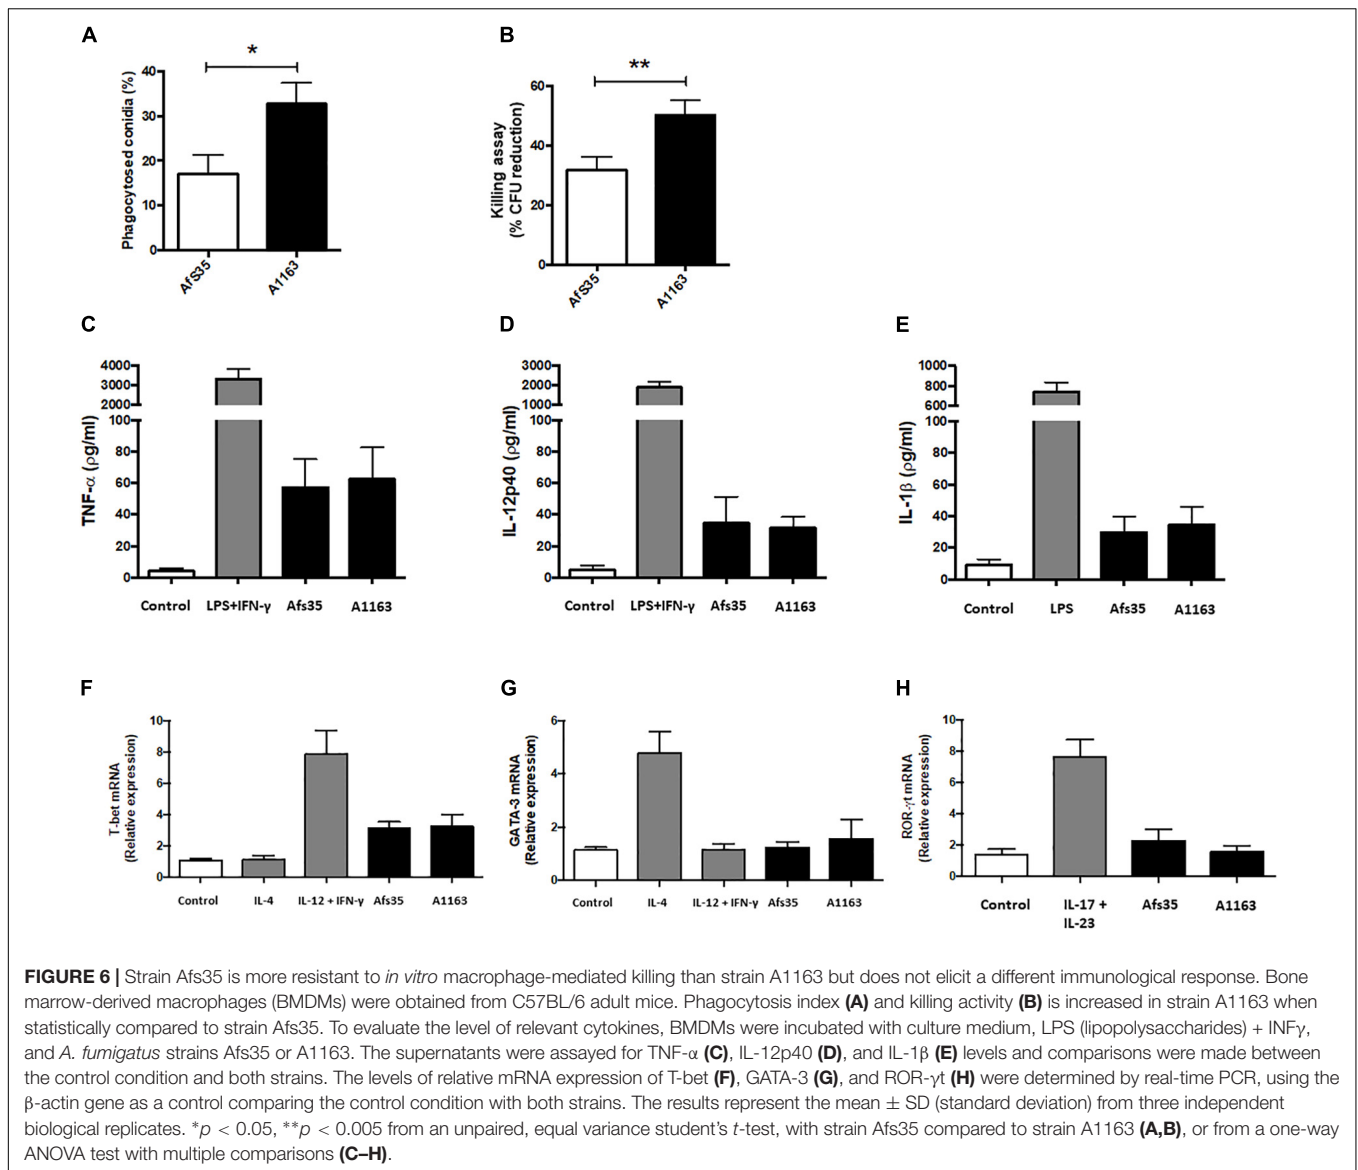 A
*
Phagocytosed conidia (%)
40
30
20
10
0
AfS35
A1163
B
**
Killing assay
(% CFU reduction)
60
40
20
0
AfS35
A1163
C
TNF-α (ρg/ml)
4000
3000
2000
100
80
60
40
20
0
Control LPS+IFN-γ Afs35 A1163
D
IL-12p40 (ρg/ml)
3000
2000
1000
100
80
60
40
20
0
Control LPS+IFN-γ Afs35 A1163
E
IL-1β (ρg/ml)
1000
800
600
100
80
60
40
20
0
Control LPS Afs35 A1163
F
T-bet mRNA
(Relative expression)
10
8
6
4
2
0
Control IL-4 IL-12 + IFN-γ Afs35 A1163
G
GATA-3 mRNA
(Relative expression)
6
4
2
0
Control IL-4 IL-12 + IFN-γ Afs35 A1163
H
ROR-γt mRNA
(Relative expression)
10
8
6
4
2
0
Control IL-17 + Afs35 A1163
IL-23
FIGURE 6 | Strain Afs35 is more resistant to in vitro macrophage-mediated killing than strain A1163 but does not elicit a different immunological response. Bone
marrow-derived macrophages (BMDMs) were obtained from C57BL/6 adult mice. Phagocytosis index (A) and killing activity (B) is increased in strain A1163 when
statistically compared to strain Afs35. To evaluate the level of relevant cytokines, BMDMs were incubated with culture medium, LPS (lipopolysaccharides) + INFγ,
and A. fumigatus strains Afs35 or A1163. The supernatants were assayed for TNF-α (C), IL-12p40 (D), and IL-1β (E) levels and comparisons were made between
the control condition and both strains. The levels of relative mRNA expression of T-bet (F), GATA-3 (G), and ROR-γt (H) were determined by real-time PCR, using the
β-actin gene as a control comparing the control condition with both strains. The results represent the mean ± SD (standard deviation) from three independent
biological replicates. *p < 0.05, **p < 0.005 from an unpaired, equal variance student's t-test, with strain Afs35 compared to strain A1163 (A,B), or from a one-way
ANOVA test with multiple comparisons (C–H).